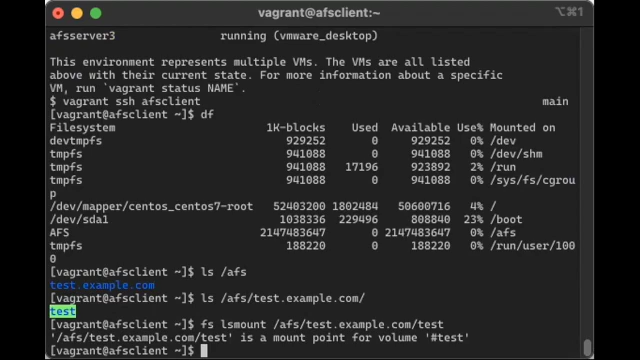 vagrant@afsclient:~
⌥⌘1
afsserver3 running (vmware_desktop)
This environment represents multiple VMs. The VMs are all listed
above with their current state. For more information about a specific
VM, run `vagrant status NAME`.
$ vagrant ssh afsclient main
[vagrant@afsclient ~]$ df
Filesystem 1K-blocks Used Available Use% Mounted on
devtmpfs 929252 0 929252 0% /dev
tmpfs 941088 0 941088 0% /dev/shm
tmpfs 941088 17196 923892 2% /run
tmpfs 941088 0 941088 0% /sys/fs/cgrou
p
/dev/mapper/centos_centos7-root 52403200 1802484 50600716 4% /
/dev/sda1 1038336 229496 808840 23% /boot
AFS 2147483647 0 2147483647 0% /afs
tmpfs 188220 0 188220 0% /run/user/100
0
[vagrant@afsclient ~]$ ls /afs
test.example.com
[vagrant@afsclient ~]$ ls /afs/test.example.com/
test
[vagrant@afsclient ~]$ fs lsmount /afs/test.example.com/test
'/afs/test.example.com/test' is a mount point for volume '#test'
[vagrant@afsclient ~]$